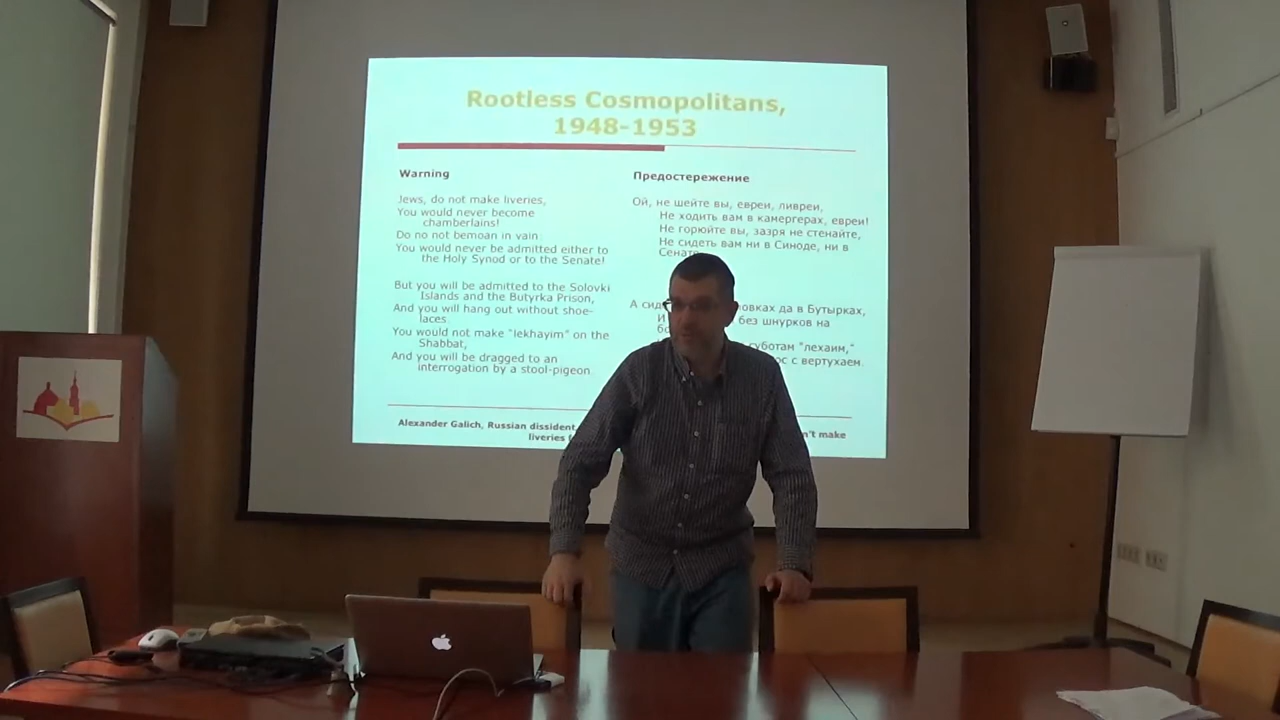 Rootless Cosmopolitans,
1948-1953
Warning
Jews, do not make liveries,
You would never become
chamberlains!
Do no not bemoan in vain
You would never be admitted either to
the Holy Synod or to the Senate!
But you will be admitted to the Solovki
Islands and the Butyrka Prison,
And you will hang out without shoe-
laces
You would not make "lekhayim" on the
Shabbat,
And you will be dragged to an
interrogation by a stool-pigeon.
Предостережение
Ой, не шейте вы, евреи, ливреи,
Не ходить вам в камергерах, евреи!
Не горюйте вы, зазря не стенайте,
Не сидеть вам ни в Синоде, ни в
Сенате
А сид овках да в Бутырках,
И без шнурков на
бо
суботам "лехаим,"
ос с вертухаем.
Alexander Galich, Russian dissident, n't make
liveries